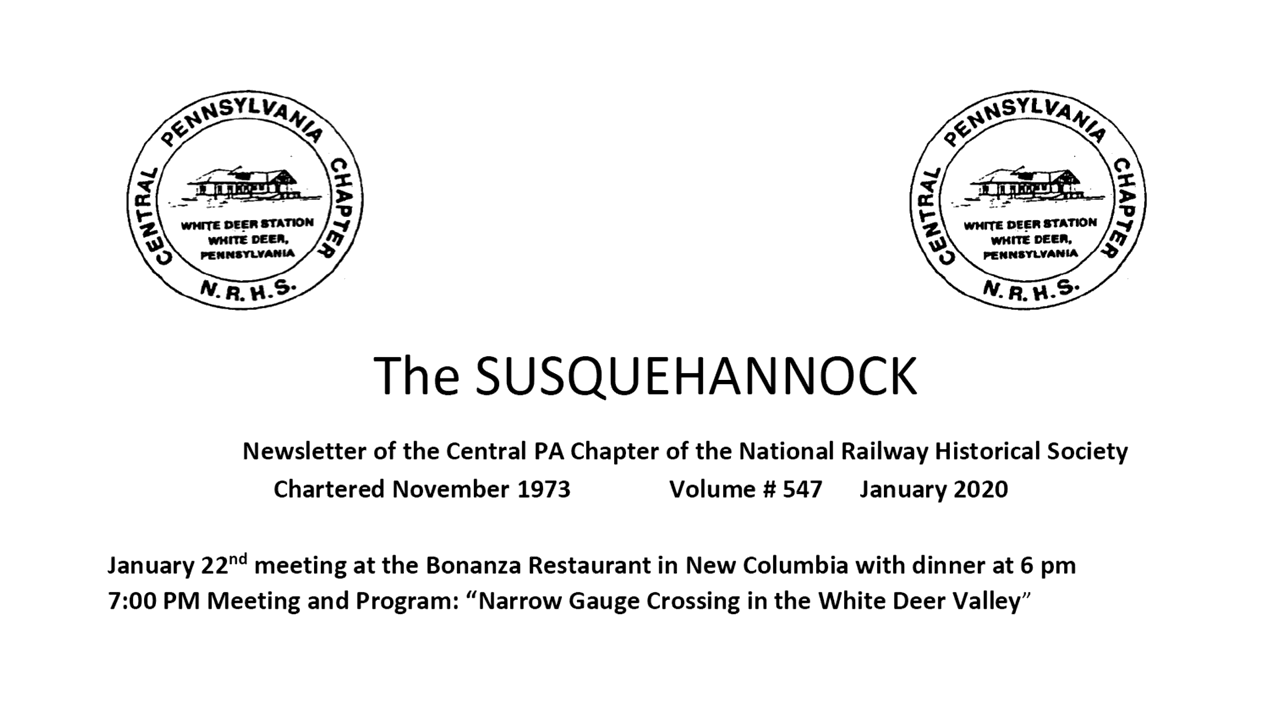 CENTRAL PENNSYLVANIA CHAPTER
WHITE DEER STATION
WHITE DEER,
PENNSYLVANIA
N.R.H.S.
CENTRAL PENNSYLVANIA CHAPTER
WHITE DEER STATION
WHITE DEER,
PENNSYLVANIA
N.R.H.S.
The SUSQUEHANNOCK
Newsletter of the Central PA Chapter of the National Railway Historical Society
Chartered November 1973 Volume # 547 January 2020
January 22nd meeting at the Bonanza Restaurant in New Columbia with dinner at 6 pm
7:00 PM Meeting and Program: “Narrow Gauge Crossing in the White Deer Valley”